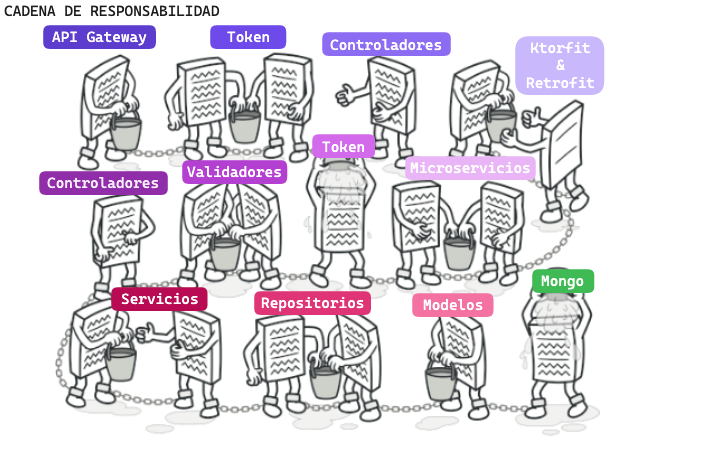 CADENA DE RESPONSABILIDAD
API Gateway
Token
Controladores
Ktorfit
&
Retrofit
Controladores
Validadores
Token
Microservicios
Servicios
Repositorios
Modelos
Mongo